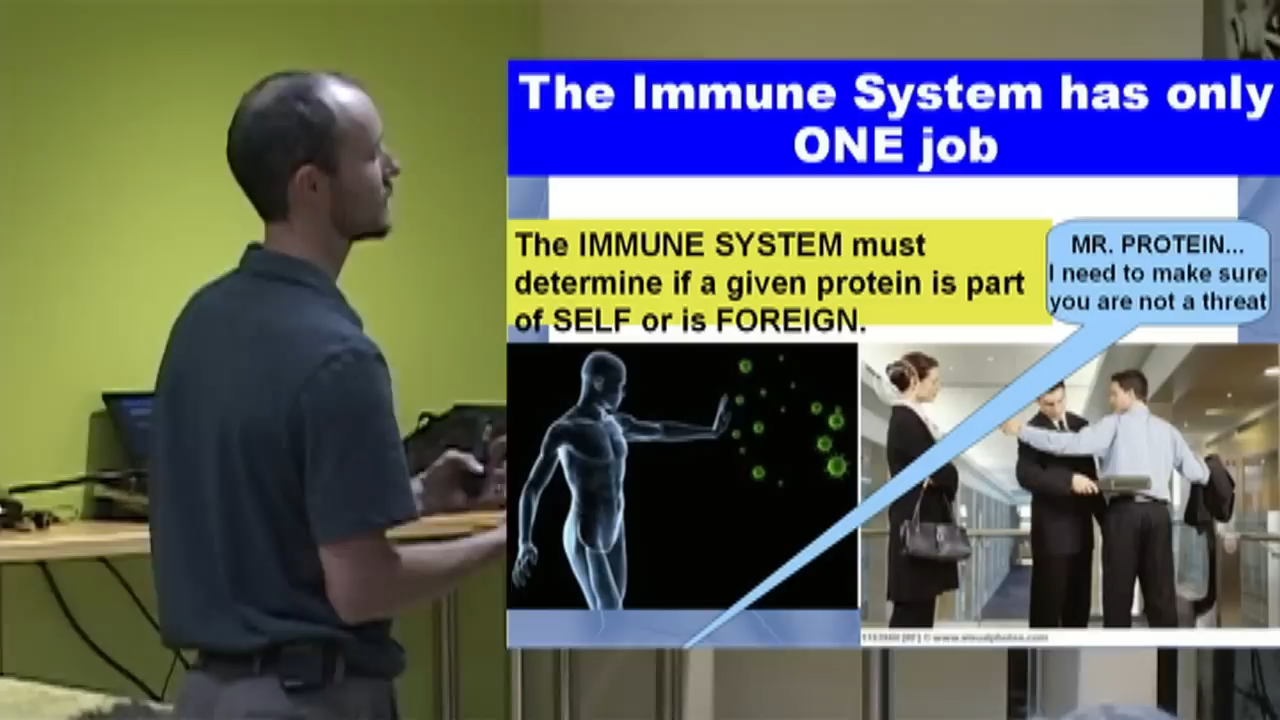 The Immune System has only
ONE job
The IMMUNE SYSTEM must
determine if a given protein is part
of SELF or is FOREIGN.
MR. PROTEIN...
I need to make sure
you are not a threat